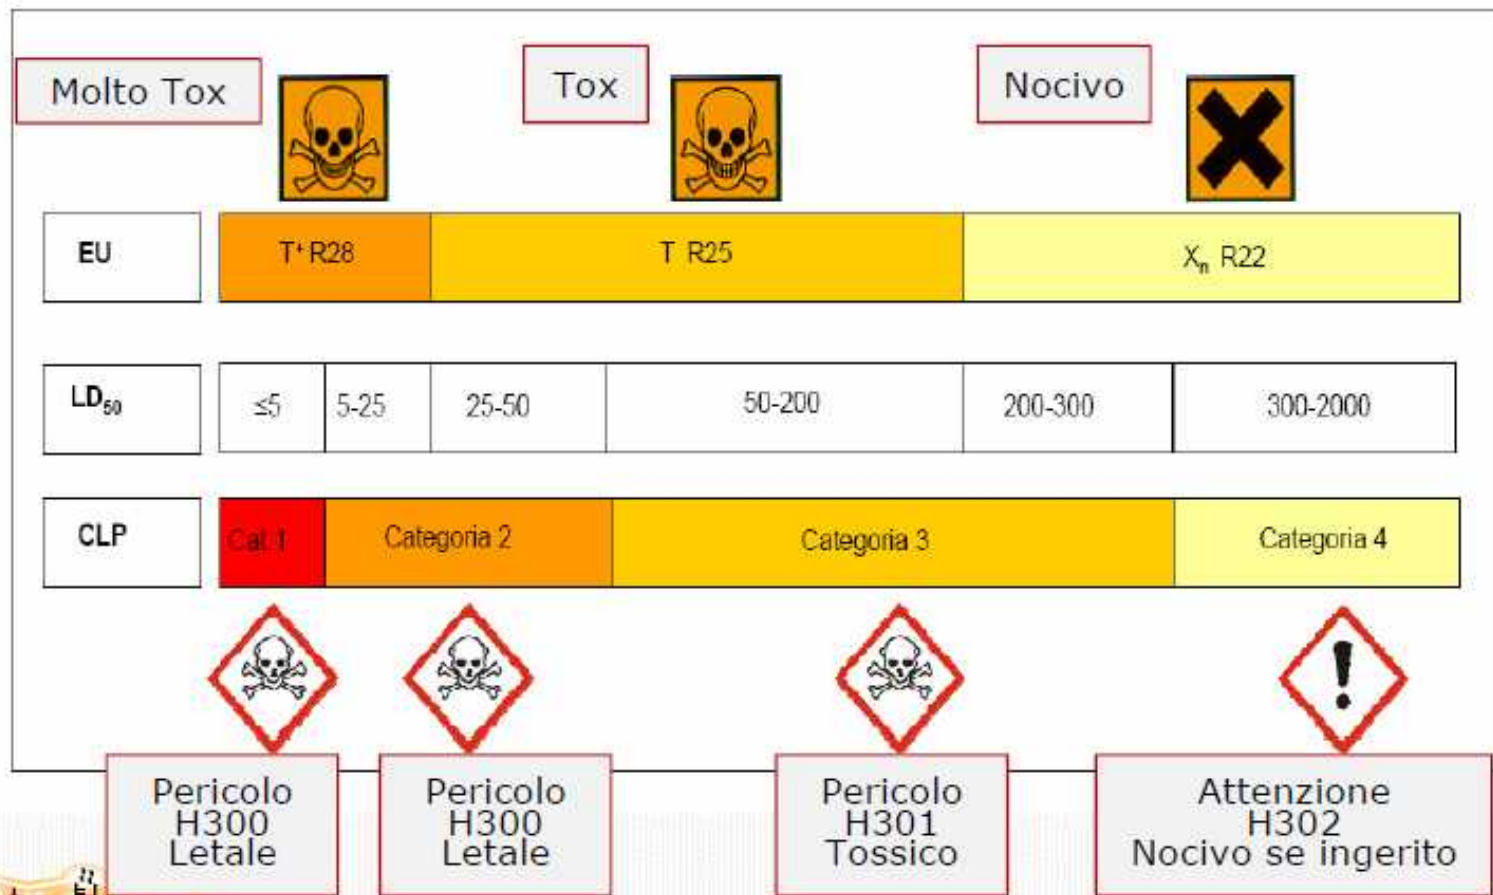 Molto Tox
Tox
Nocivo
EU
T⁺ R28
T R25
Xₙ R22
LD₅₀
≤5
5-25
25-50
50-200
200-300
300-2000
CLP
Cat 1
Categoria 2
Categoria 3
Categoria 4
Pericolo
H300
Letale
Pericolo
H300
Letale
Pericolo
H301
Tossico
Attenzione
H302
Nocivo se ingerito